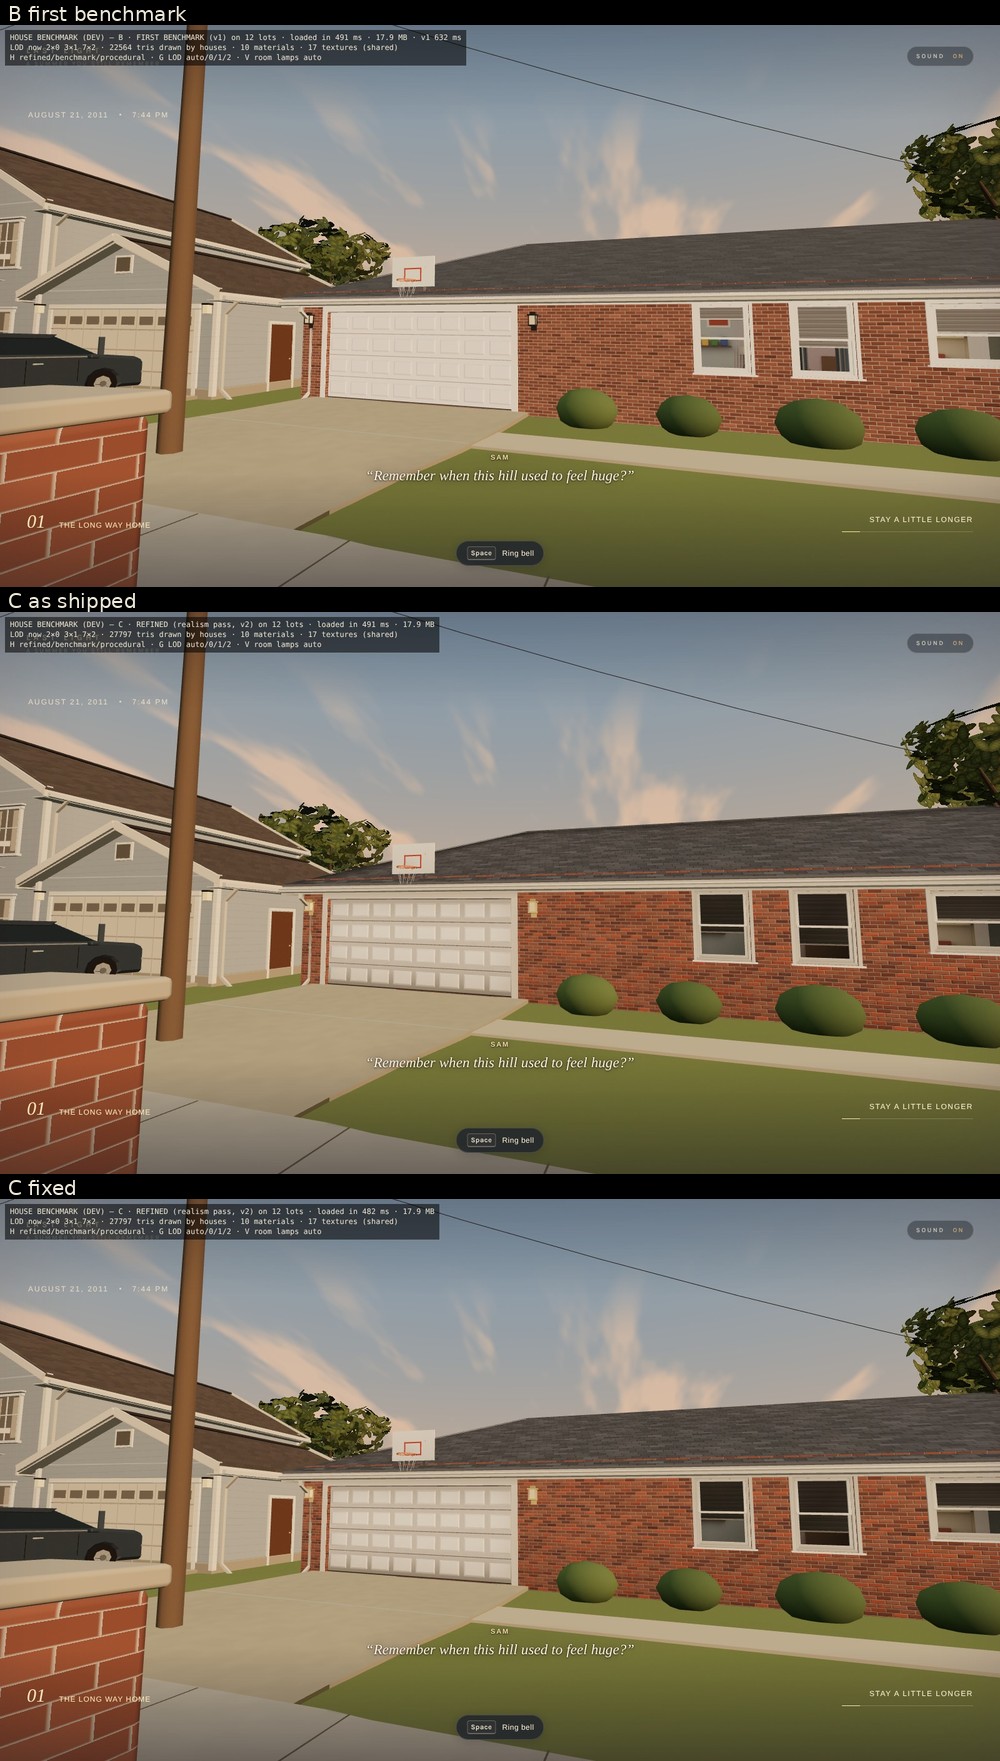 B first benchmark
HOUSE BENCHMARK (DEV) — B · FIRST BENCHMARK (v1) on 12 lots · loaded in 491 ms · 17.9 MB · v1 632 ms
LOD now 2×0 3×1 7×2 · 22564 tris drawn by houses · 10 materials · 17 textures (shared)
H refined/benchmark/procedural · G LOD auto/0/1/2 · V room lamps auto
SOUND ON
AUGUST 21, 2011 • 7:44 PM
SAM
“Remember when this hill used to feel huge?”
01 THE LONG WAY HOME
STAY A LITTLE LONGER
Space Ring bell
C as shipped
HOUSE BENCHMARK (DEV) — C · REFINED (realism pass, v2) on 12 lots · loaded in 491 ms · 17.9 MB
LOD now 2×0 3×1 7×2 · 27797 tris drawn by houses · 10 materials · 17 textures (shared)
H refined/benchmark/procedural · G LOD auto/0/1/2 · V room lamps auto
SOUND ON
AUGUST 21, 2011 • 7:44 PM
SAM
“Remember when this hill used to feel huge?”
01 THE LONG WAY HOME
STAY A LITTLE LONGER
Space Ring bell
C fixed
HOUSE BENCHMARK (DEV) — C · REFINED (realism pass, v2) on 12 lots · loaded in 482 ms · 17.9 MB
LOD now 2×0 3×1 7×2 · 27797 tris drawn by houses · 10 materials · 17 textures (shared)
H refined/benchmark/procedural · G LOD auto/0/1/2 · V room lamps auto
SOUND ON
AUGUST 21, 2011 • 7:44 PM
SAM
“Remember when this hill used to feel huge?”
01 THE LONG WAY HOME
STAY A LITTLE LONGER
Space Ring bell